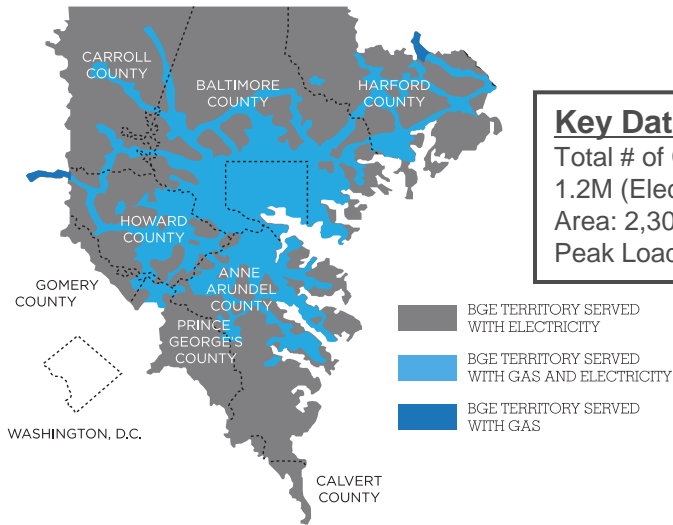 CARROLL
COUNTY
BALTIMORE
COUNTY
HARFORD
COUNTY
HOWARD
COUNTY
ANNE
ARUNDEL
COUNTY
GOMERY
COUNTY
PRINCE
GEORGE'S
COUNTY
WASHINGTON, D.C.
CALVERT
COUNTY
Key Dat
Total # of
1.2M (Elec
Area: 2,30
Peak Load
BGE TERRITORY SERVED
WITH ELECTRICITY
BGE TERRITORY SERVED
WITH GAS AND ELECTRICITY
BGE TERRITORY SERVED
WITH GAS